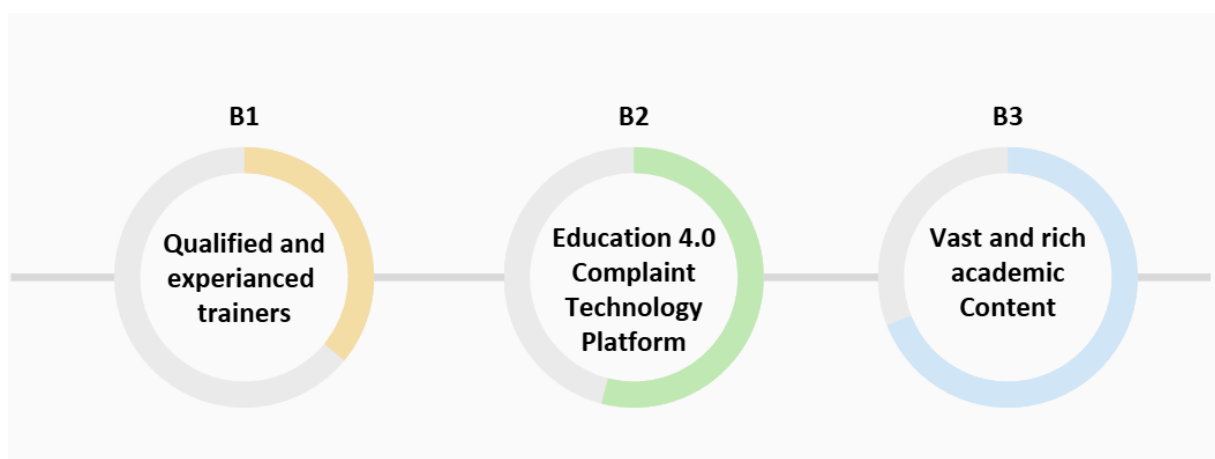 B1
Qualified and
experianced
trainers
B2
Education 4.0
Complaint
Technology
Platform
B3
Vast and rich
academic
Content